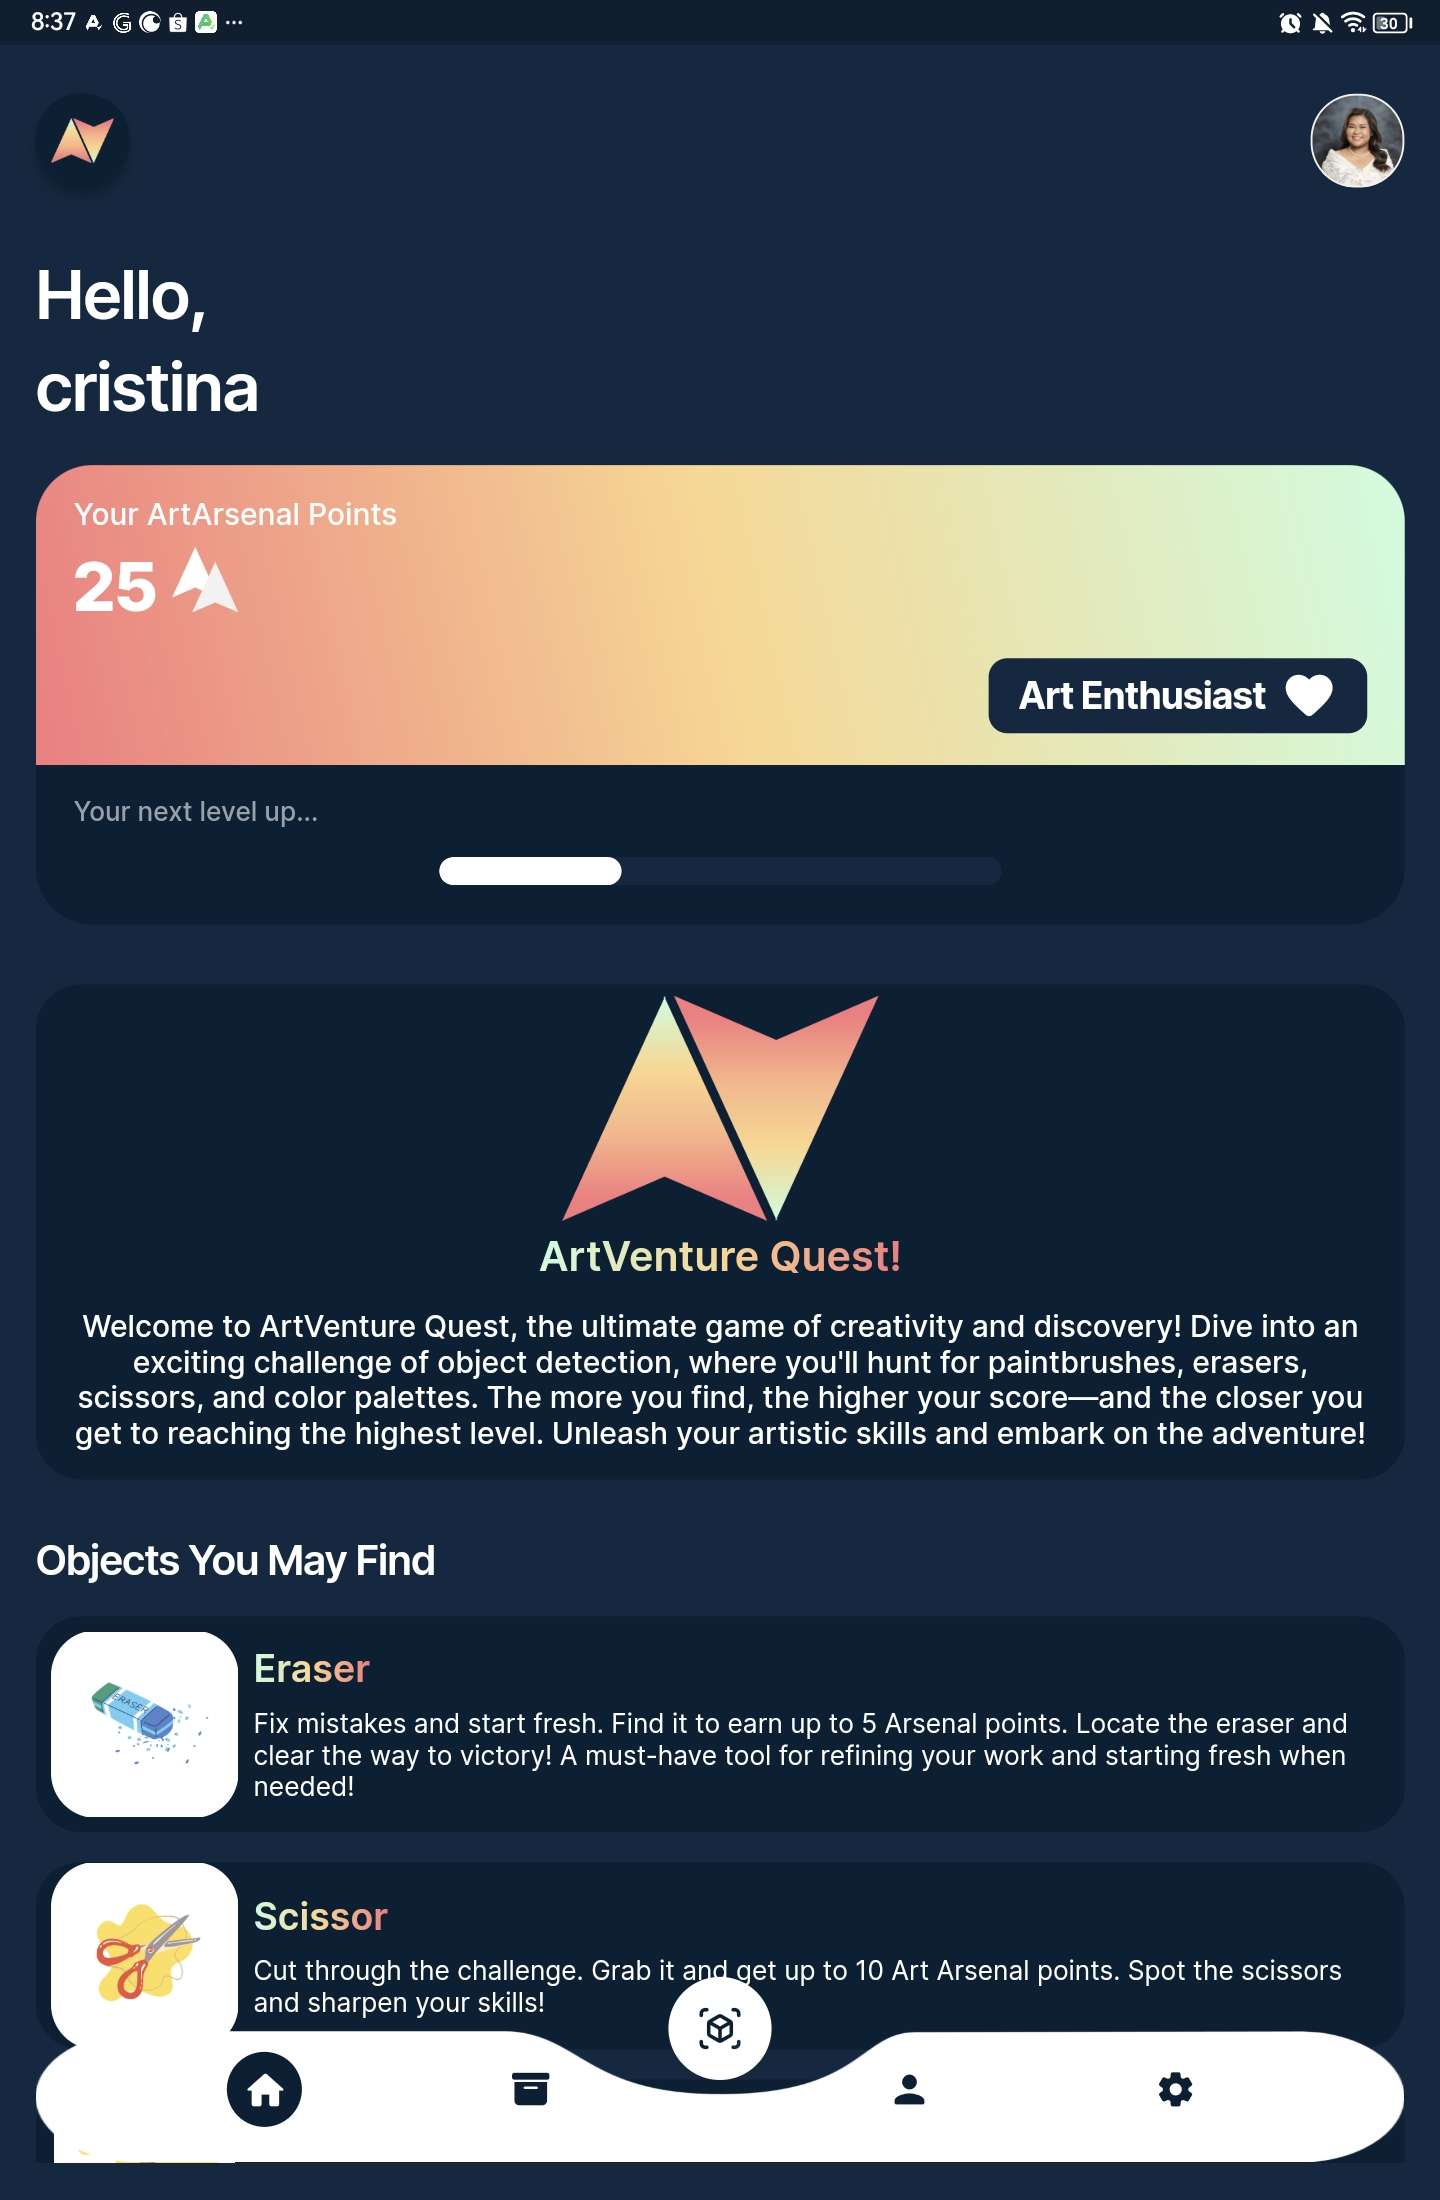 8:37
30
Hello,
cristina
Your ArtArsenal Points
25
Art Enthusiast
Your next level up...
ArtVenture Quest!
Welcome to ArtVenture Quest, the ultimate game of creativity and discovery! Dive into an
exciting challenge of object detection, where you'll hunt for paintbrushes, erasers,
scissors, and color palettes. The more you find, the higher your score—and the closer you
get to reaching the highest level. Unleash your artistic skills and embark on the adventure!
Objects You May Find
ERASER
Eraser
Fix mistakes and start fresh. Find it to earn up to 5 Arsenal points. Locate the eraser and
clear the way to victory! A must-have tool for refining your work and starting fresh when
needed!
Scissor
Cut through the challenge. Grab it and get up to 10 Art Arsenal points. Spot the scissors
and sharpen your skills!